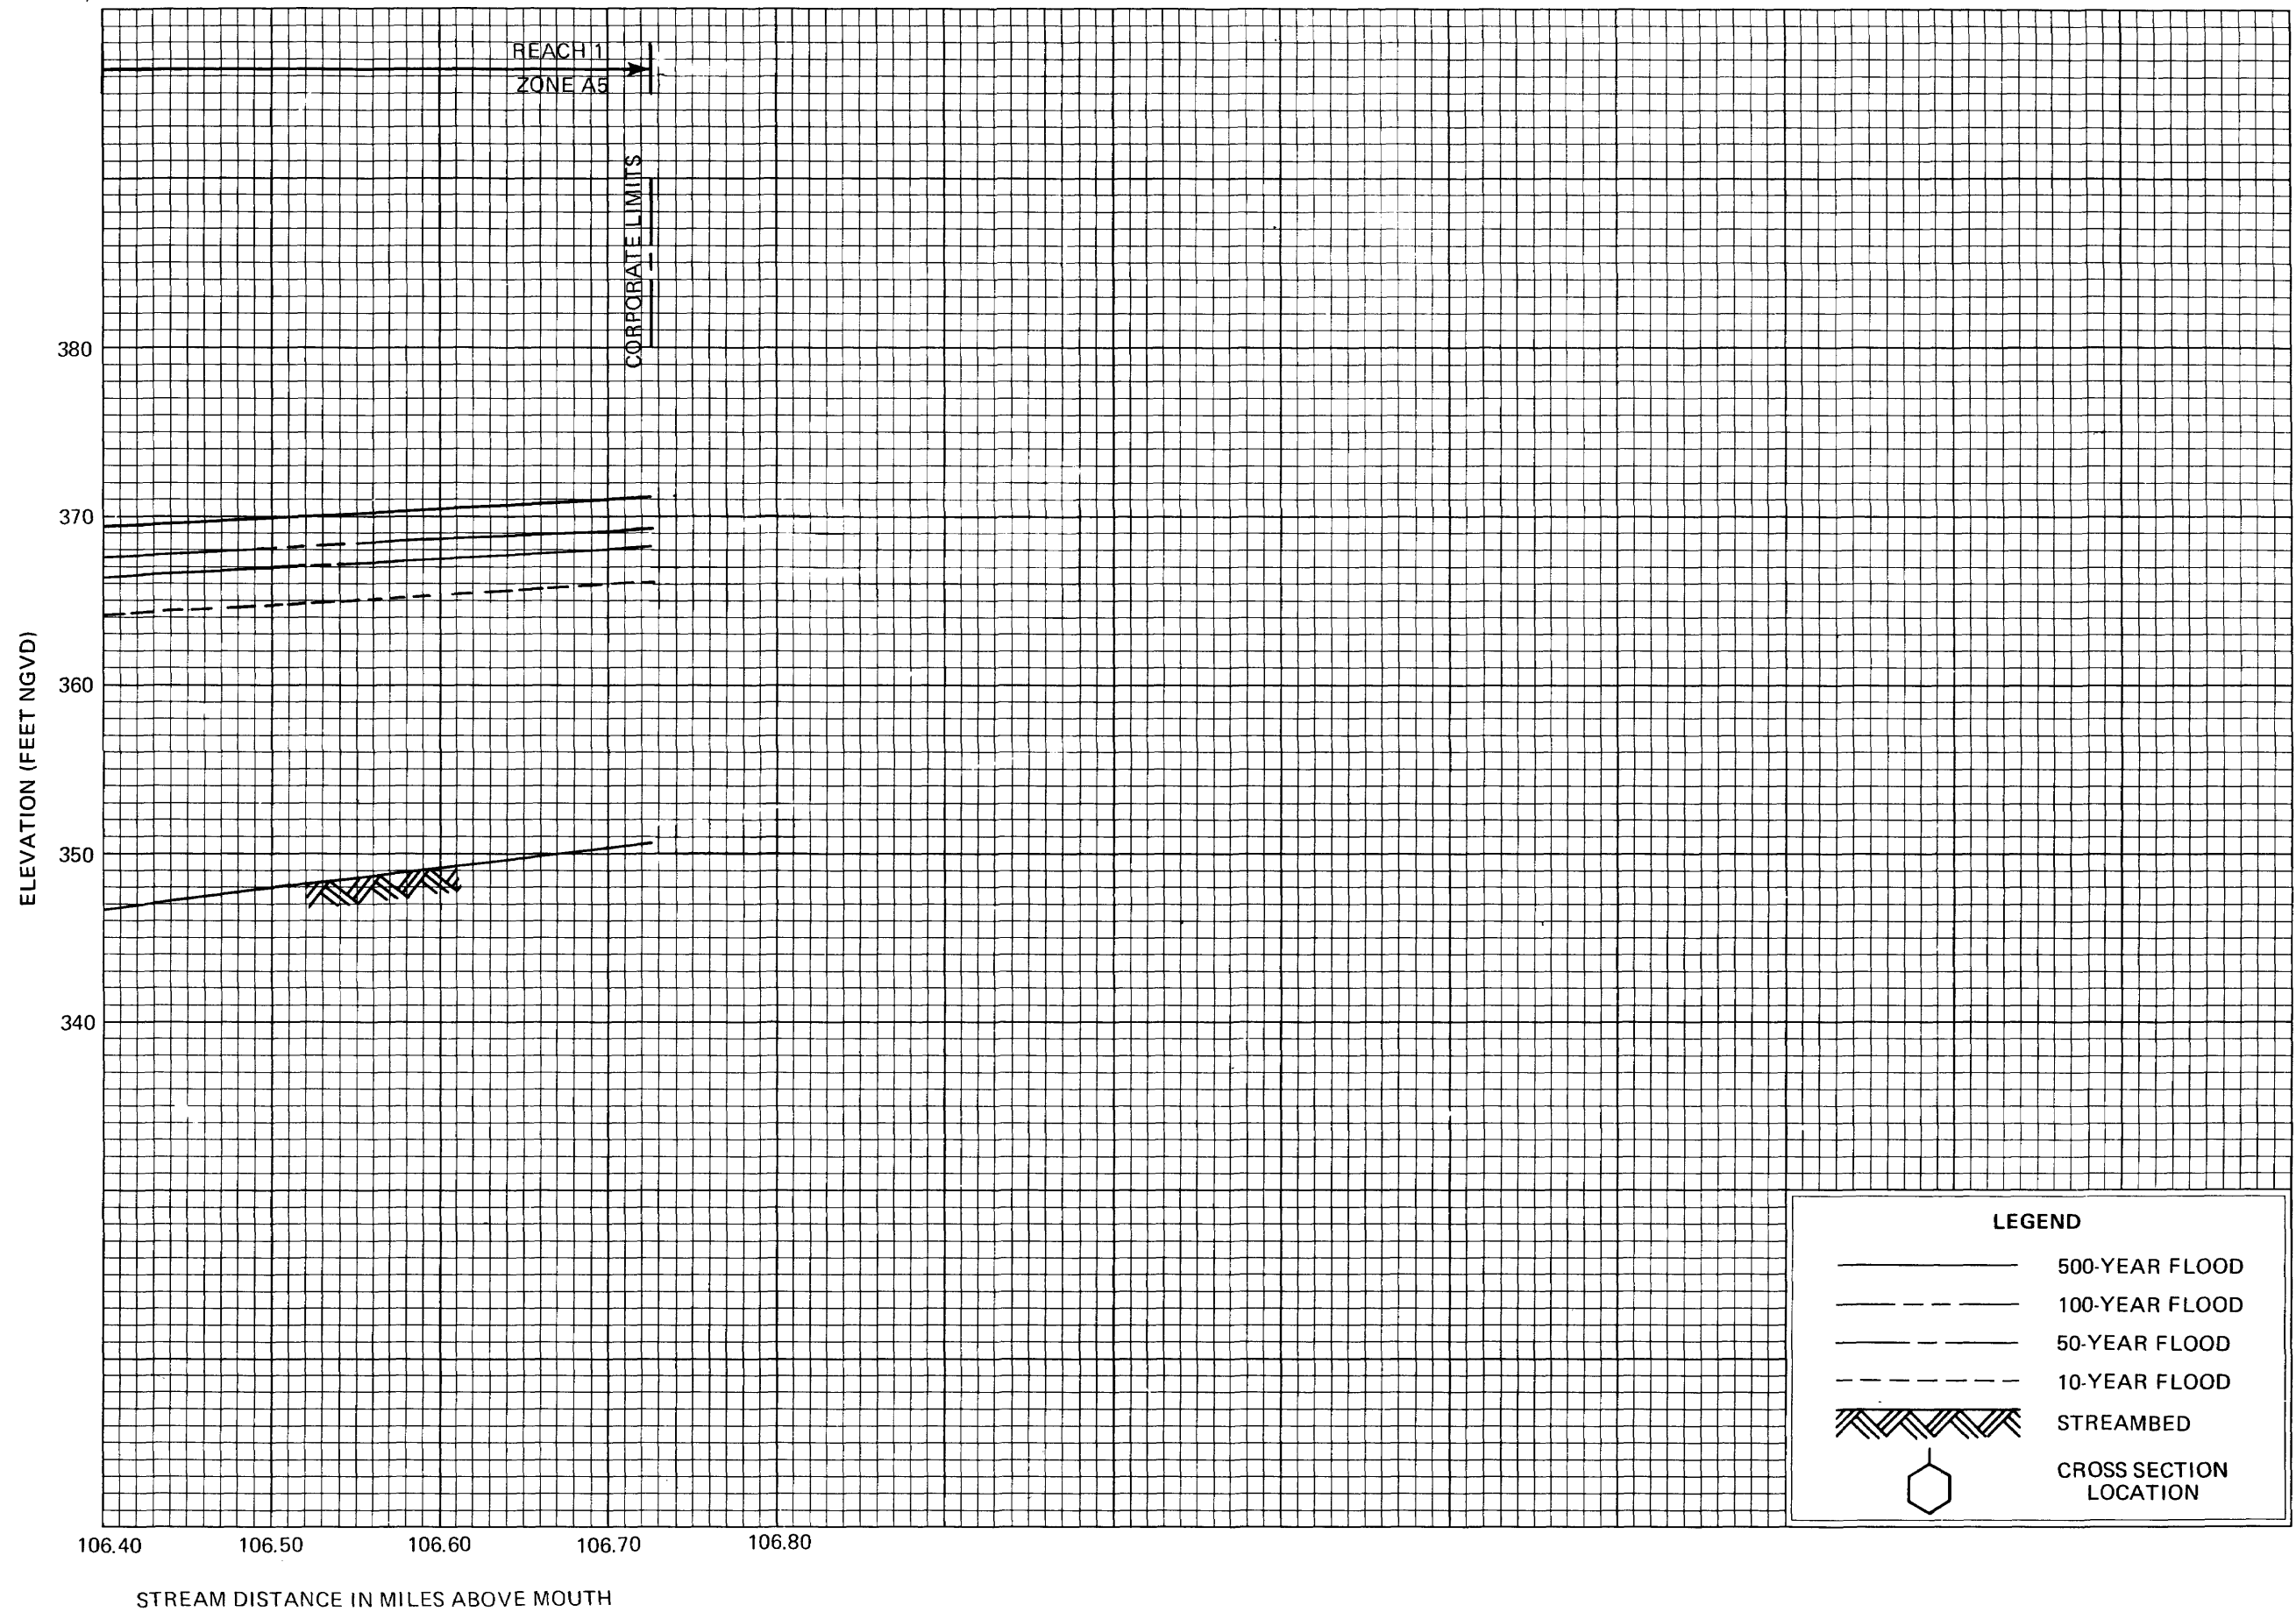 REACH 1
ZONE A5
CORPORATE LIMITS
ELEVATION (FEET NGVD)
380
370
360
350
340
LEGEND
500-YEAR FLOOD
100-YEAR FLOOD
50-YEAR FLOOD
10-YEAR FLOOD
STREAMBED
CROSS SECTION
LOCATION
106.40 106.50 106.60 106.70 106.80
STREAM DISTANCE IN MILES ABOVE MOUTH